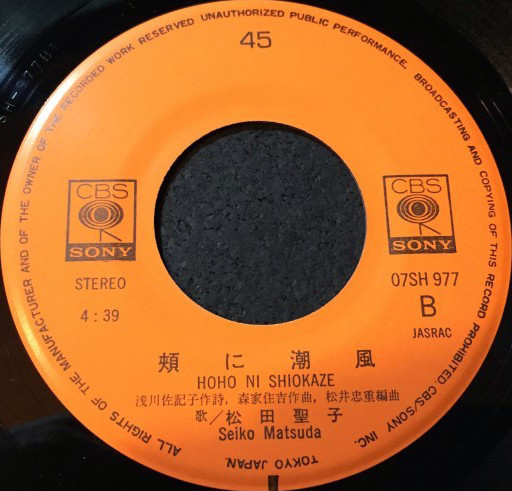 ALL RIGHTS OF THE MANUFACTURER AND OF THE OWNER OF THE RECORDED WORK RESERVED UNAUTHORIZED PUBLIC PERFORMANCE. BROADCASTING AND COPYING OF THIS RECORD PROHIBITED. CBS/SONY INC. TOKYO JAPAN.
45
CBS
SONY
CBS
SONY
STEREO
4:39
07SH 977
B
JASRAC
頬に潮風
HOHO NI SHIOKAZE
浅川佐記子作詩, 森家住吉作曲, 松井忠重編曲
歌/松田聖子
Seiko Matsuda